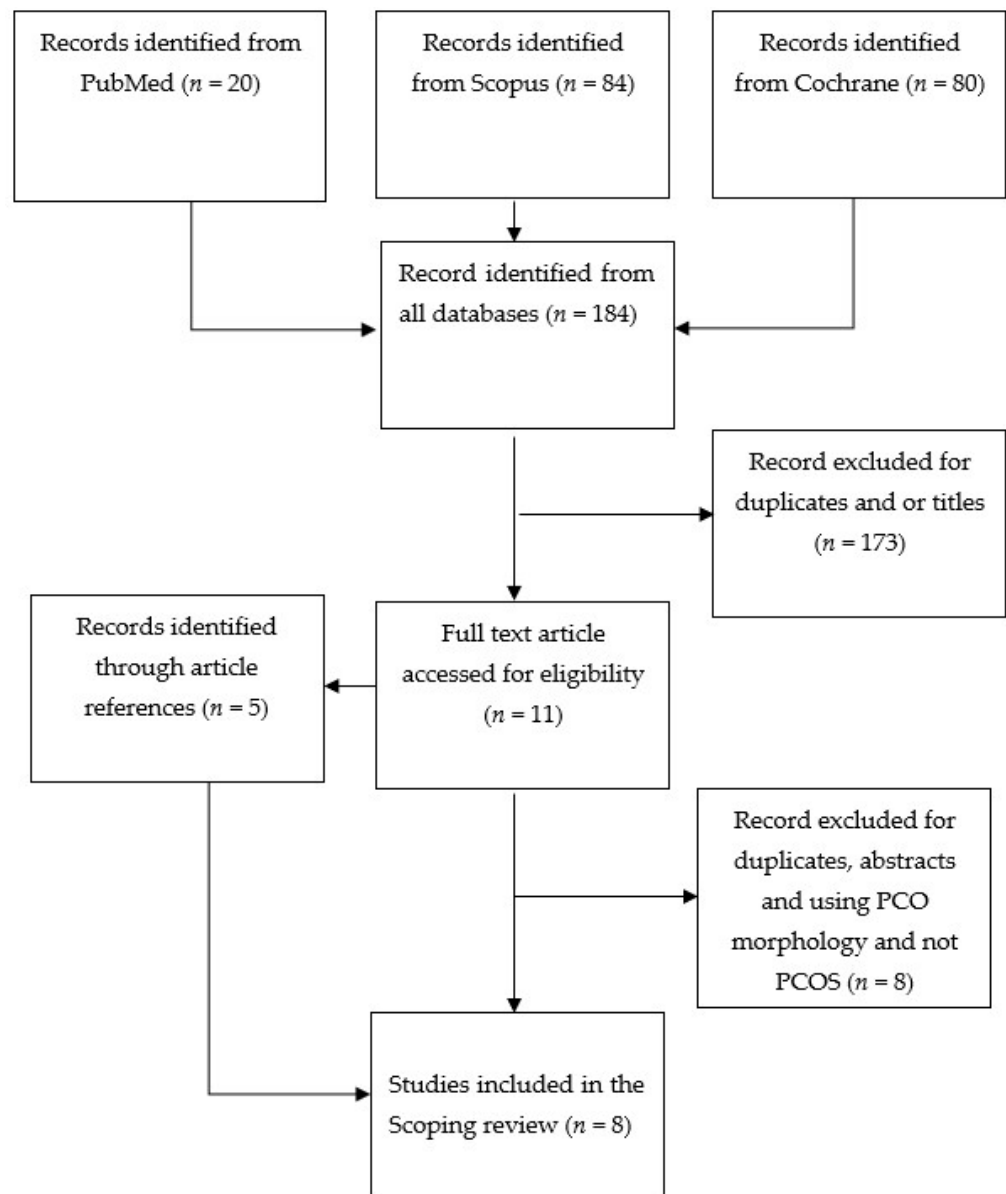 Records identified from
PubMed (n = 20)
Records identified
from Scopus (n = 84)
Records identified
from Cochrane (n = 80)
Record identified from
all databases (n = 184)
Record excluded for
duplicates and or titles
(n = 173)
Records identified
through article
references (n = 5)
Full text article
accessed for eligibility
(n = 11)
Record excluded for
duplicates, abstracts
and using PCO
morphology and not
PCOS (n = 8)
Studies included in the
Scoping review (n = 8)